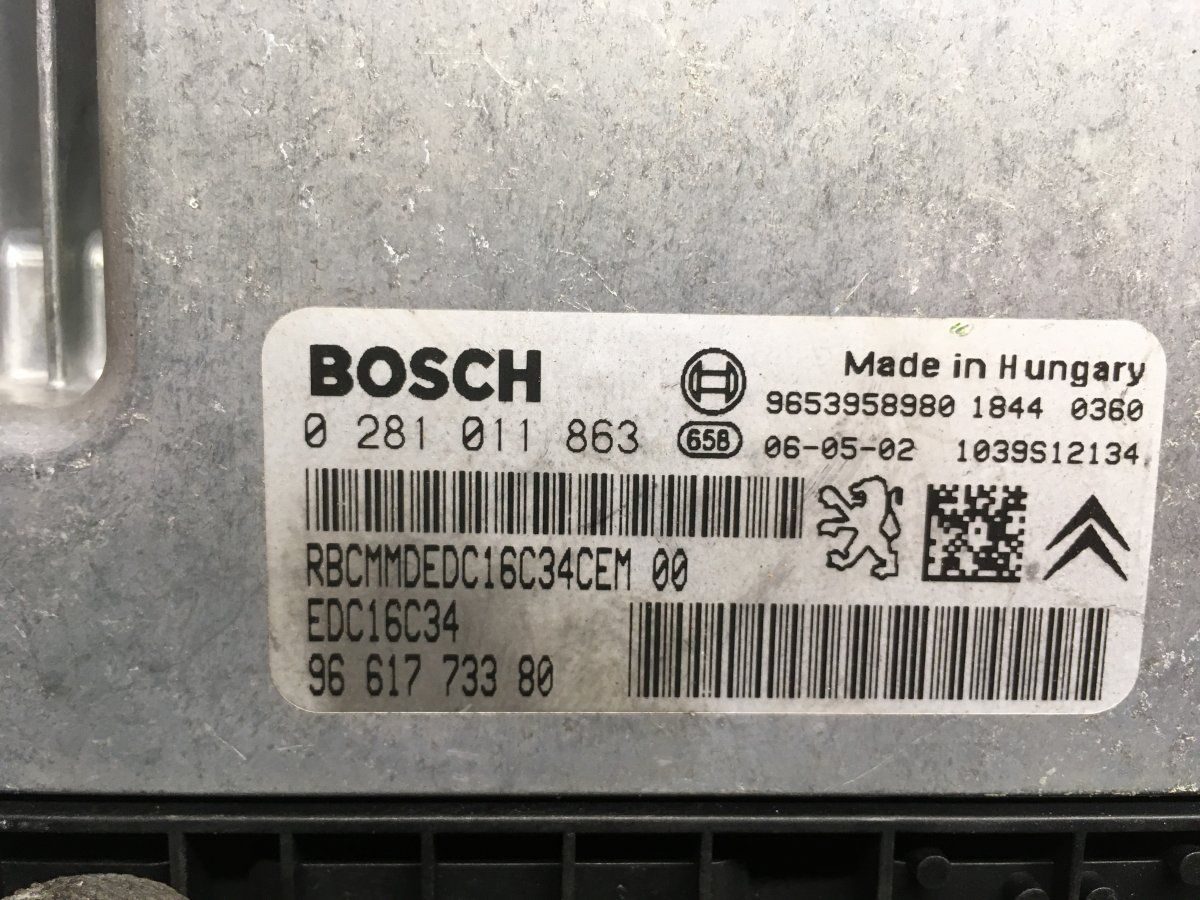 BOSCH
Made in Hungary
9653958980 1844 0360
0 281 011 863
658
06-05-02 1039S12134
RBCMMDEDC16C34CEM 00
EDC16C34
96 617 733 80